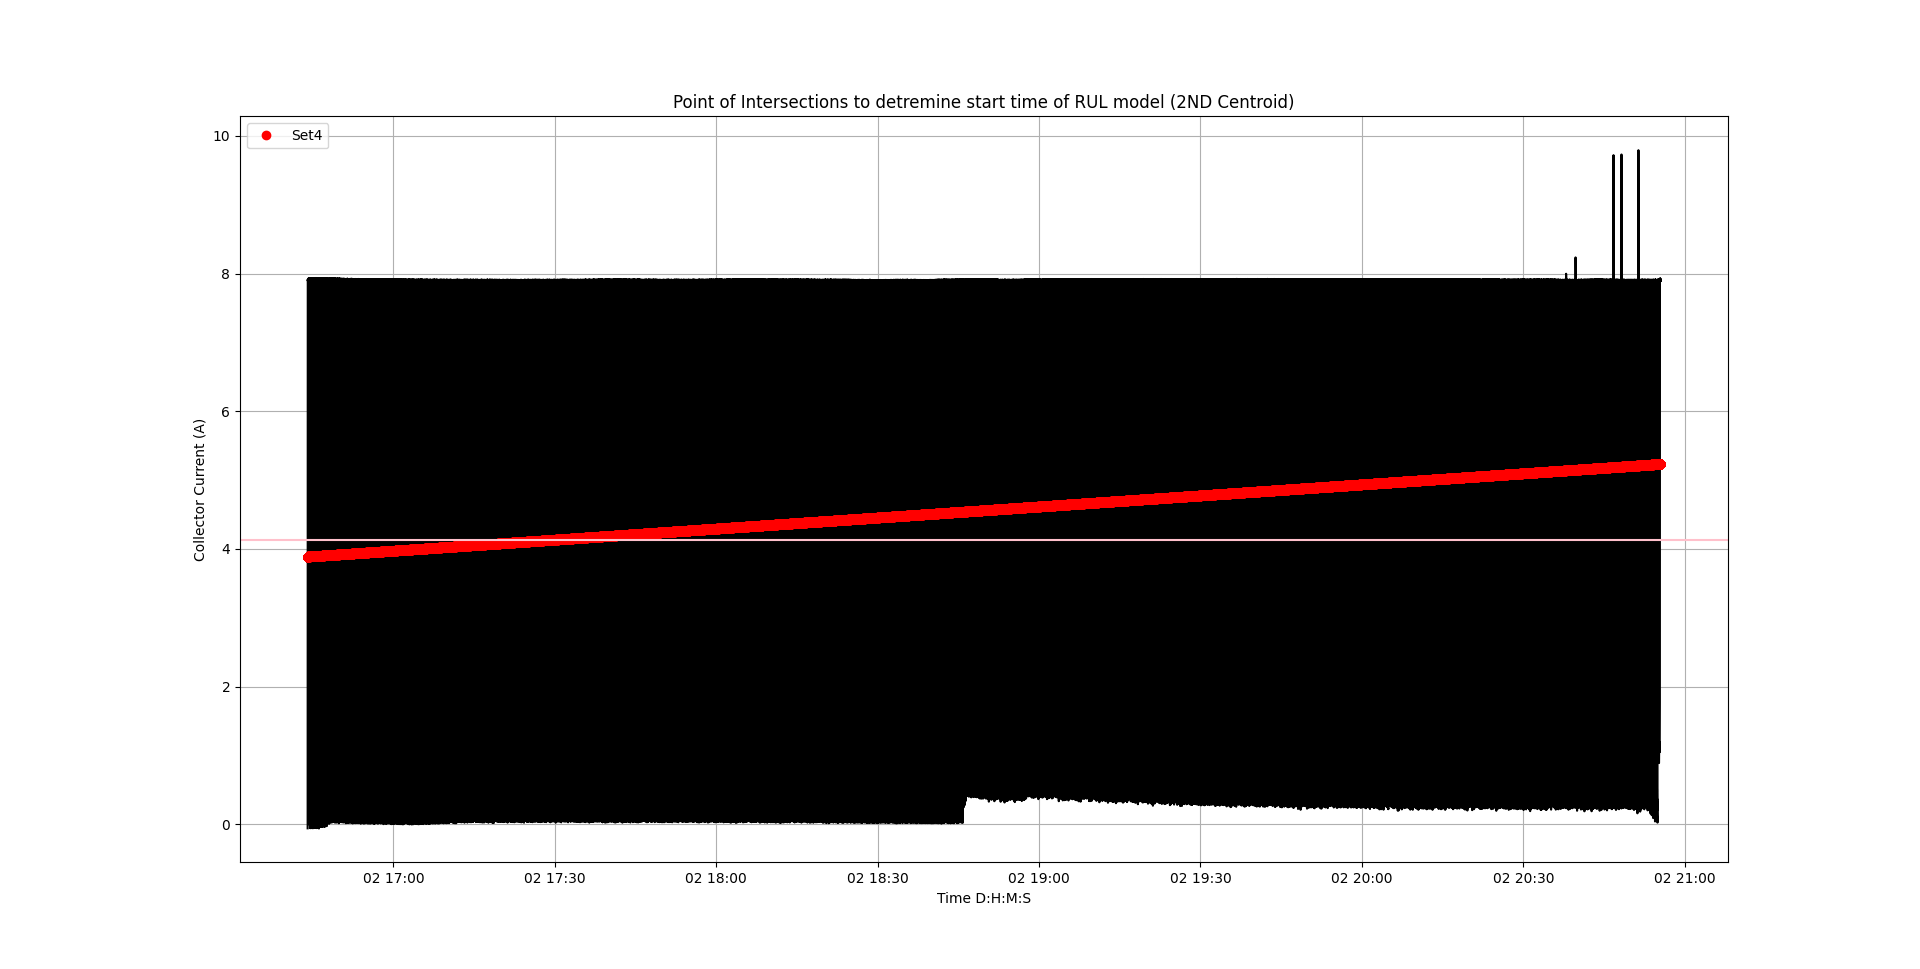 Point of Intersections to detremine start time of RUL model (2ND Centroid)
Set4
10
8
6
4
2
0
Collector Current (A)
02 17:00 02 17:30 02 18:00 02 18:30 02 19:00 02 19:30 02 20:00 02 20:30 02 21:00
Time D:H:M:S